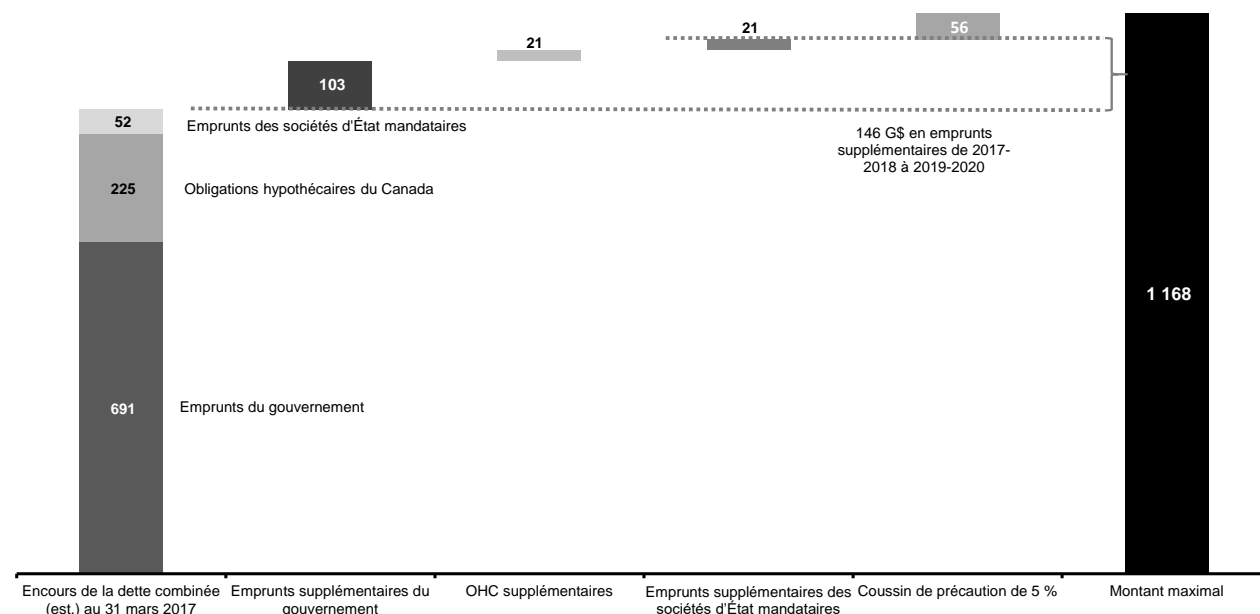 21
21
56
103
52
Emprunts des sociétés d'État mandataires
146 G$ en emprunts
supplémentaires de 2017-
2018 à 2019-2020
225
Obligations hypothécaires du Canada
1 168
691
Emprunts du gouvernement
Encours de la dette combinée
(est.) au 31 mars 2017
Emprunts supplémentaires du
gouvernement
OHC supplémentaires
Emprunts supplémentaires des
sociétés d'État mandataires
Coussin de précaution de 5 %
Montant maximal